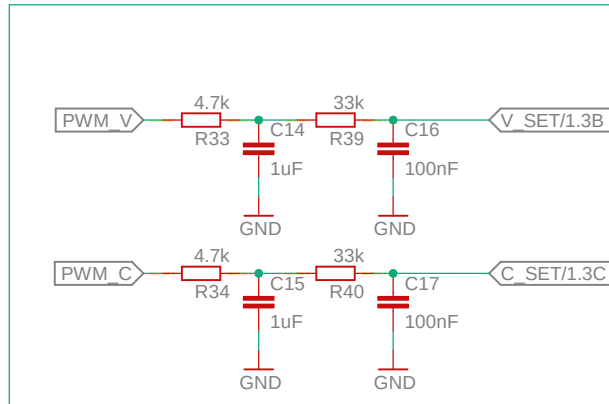 4.7k
33k
PWM_V
C14
C16
V_SET/1.3B
R33
R39
1uF
100nF
GND
GND
4.7k
33k
PWM_C
C15
C17
C_SET/1.3C
R34
R40
1uF
100nF
GND
GND